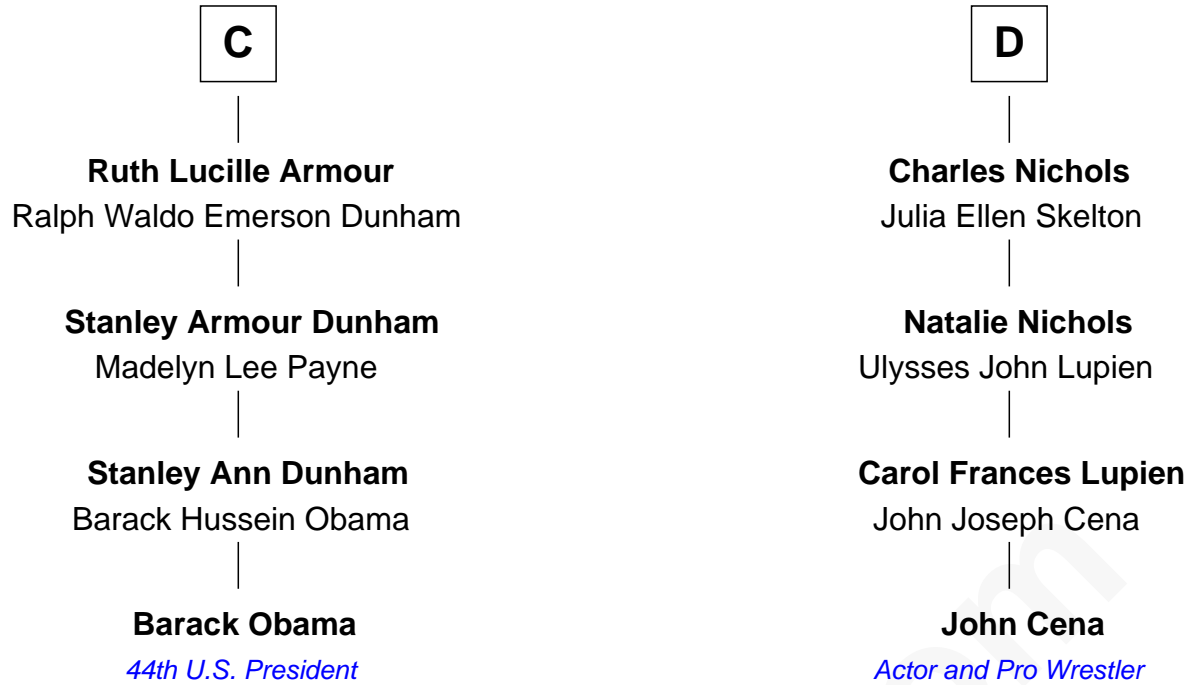 C
Ruth Lucille Armour
Ralph Waldo Emerson Dunham
Stanley Armour Dunham
Madelyn Lee Payne
Stanley Ann Dunham
Barack Hussein Obama
Barack Obama
44th U.S. President
D
Charles Nichols
Julia Ellen Skelton
Natalie Nichols
Ulysses John Lupien
Carol Frances Lupien
John Joseph Cena
John Cena
Actor and Pro Wrestler